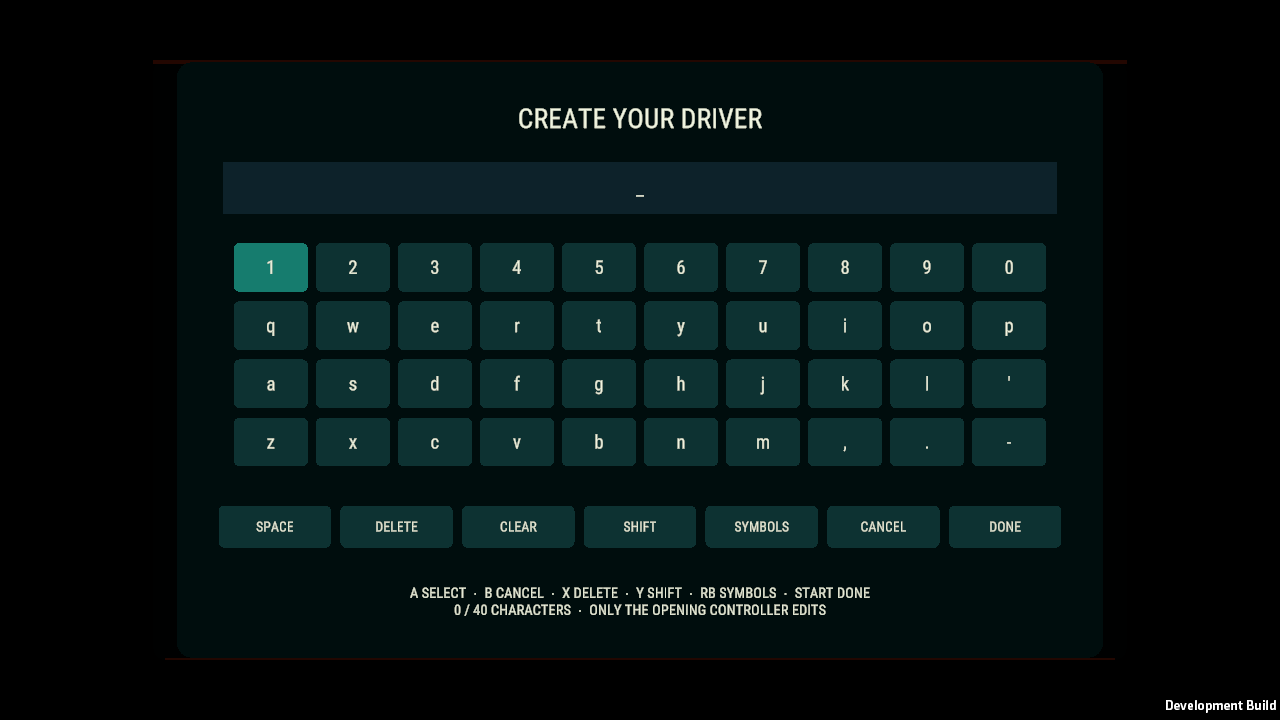 CREATE YOUR DRIVER
_
1 2 3 4 5 6 7 8 9 0
q w e r t y u i o p
a s d f g h j k l '
z x c v b n m , . -
SPACE DELETE CLEAR SHIFT SYMBOLS CANCEL DONE
A SELECT · B CANCEL · X DELETE · Y SHIFT · RB SYMBOLS · START DONE
0 / 40 CHARACTERS · ONLY THE OPENING CONTROLLER EDITS
Development Build